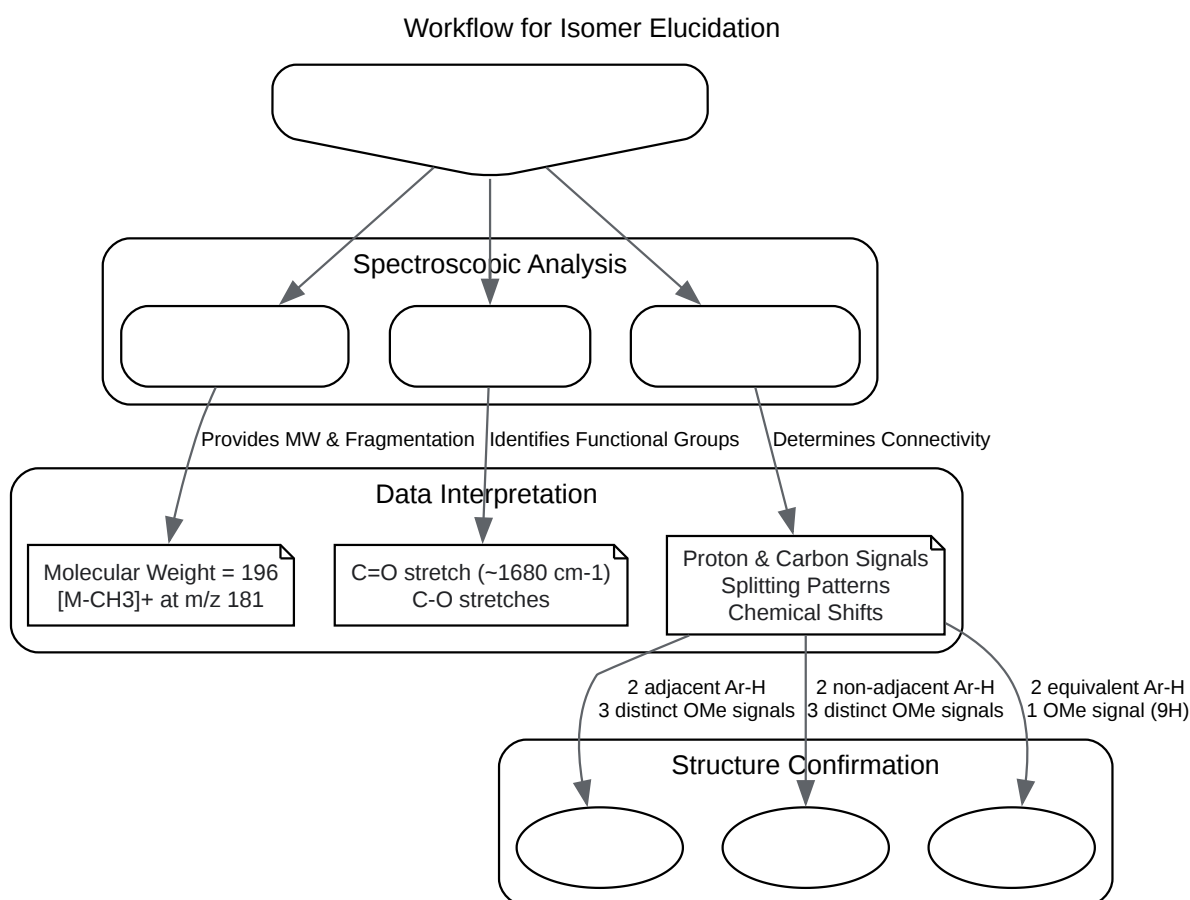 Workflow for Isomer Elucidation
Spectroscopic Analysis
Provides MW & Fragmentation
Identifies Functional Groups
Determines Connectivity
Data Interpretation
Molecular Weight = 196
[M-CH3]+ at m/z 181
C=O stretch (~1680 cm-1)
C-O stretches
Proton & Carbon Signals
Splitting Patterns
Chemical Shifts
2 adjacent Ar-H
3 distinct OMe signals
2 non-adjacent Ar-H
3 distinct OMe signals
2 equivalent Ar-H
1 OMe signal (9H)
Structure Confirmation